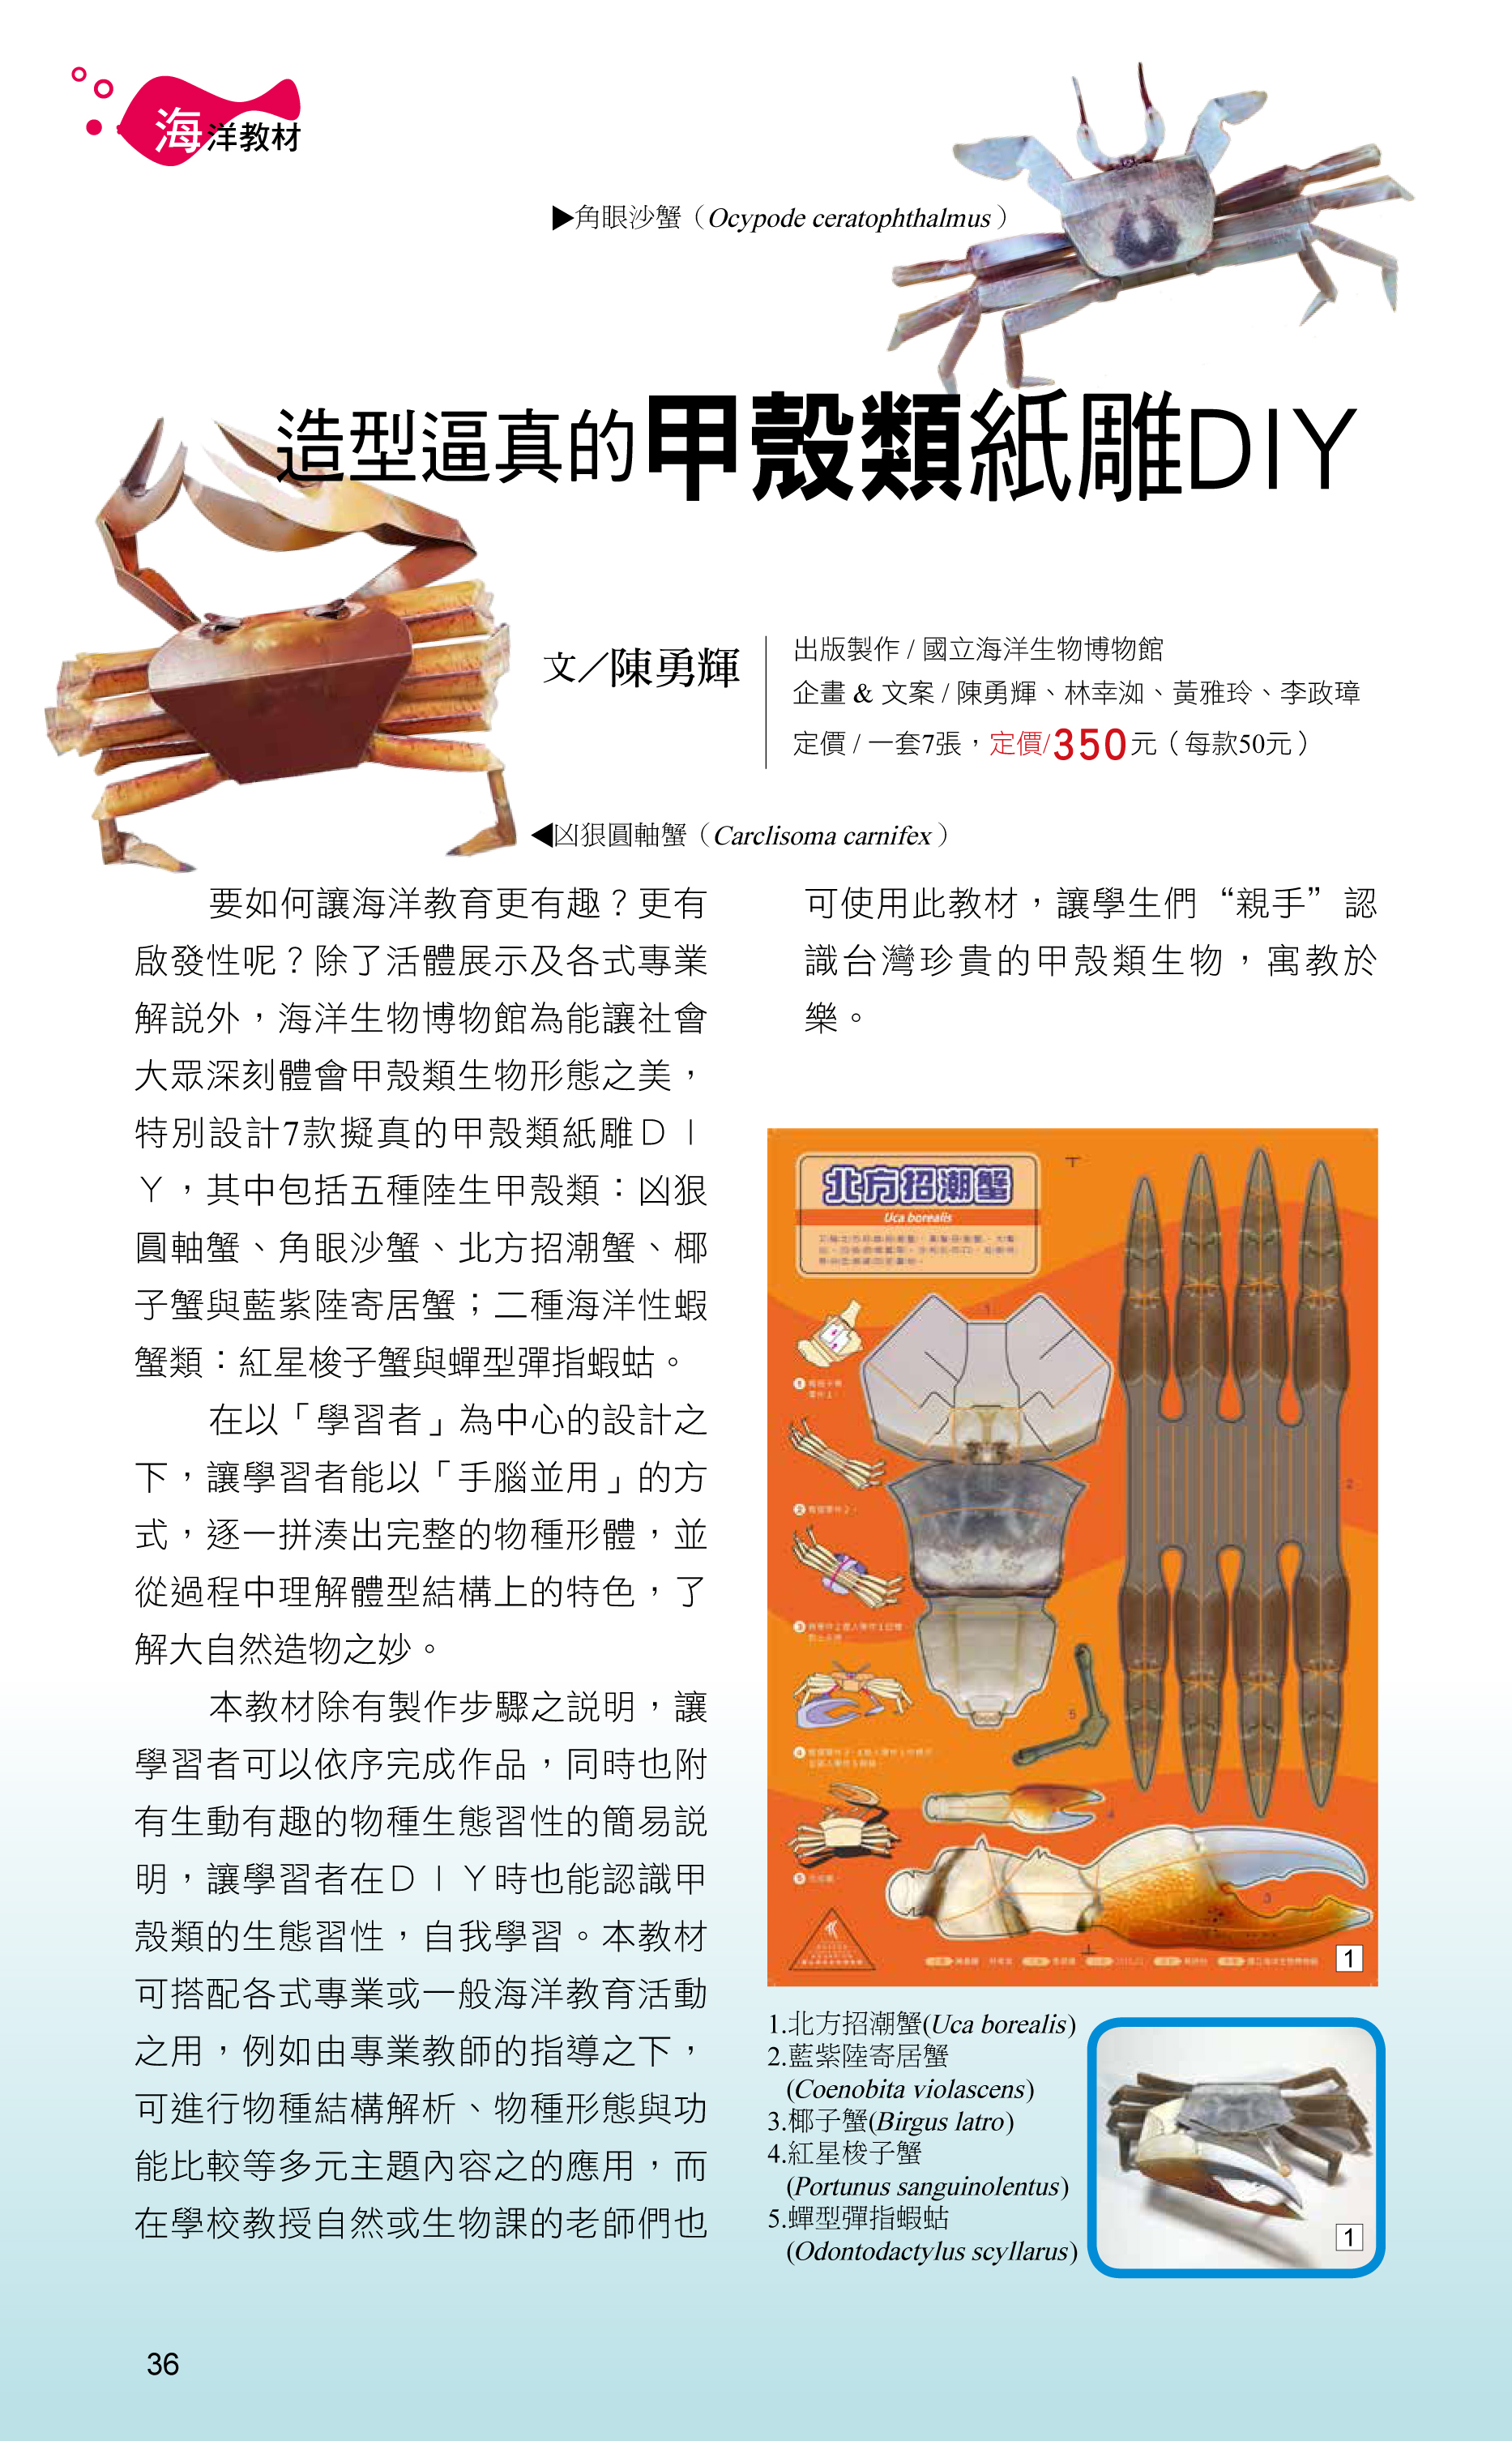 海洋教材
▶角眼沙蟹（Ocypode ceratophthalmus）
造型逼真的甲殼類紙雕DIY
文／陳勇輝
出版製作 / 國立海洋生物博物館
企畫 & 文案 / 陳勇輝、林幸洳、黃雅玲、李政璋
定價 / 一套7張，定價/350元（每款50元）
◀凶狠圓軸蟹（Carclisoma carnifex）
要如何讓海洋教育更有趣？更有
啟發性呢？除了活體展示及各式專業
解説外，海洋生物博物館為能讓社會
大眾深刻體會甲殼類生物形態之美，
特別設計7款擬真的甲殼類紙雕ＤＩ
Ｙ，其中包括五種陸生甲殼類：凶狠
圓軸蟹、角眼沙蟹、北方招潮蟹、椰
子蟹與藍紫陸寄居蟹；二種海洋性蝦
蟹類：紅星梭子蟹與蟬型彈指蝦蛄。
在以「學習者」為中心的設計之
下，讓學習者能以「手腦並用」的方
式，逐一拼湊出完整的物種形體，並
從過程中理解體型結構上的特色，了
解大自然造物之妙。
本教材除有製作步驟之説明，讓
學習者可以依序完成作品，同時也附
有生動有趣的物種生態習性的簡易説
明，讓學習者在ＤＩＹ時也能認識甲
殼類的生態習性，自我學習。本教材
可搭配各式專業或一般海洋教育活動
之用，例如由專業教師的指導之下，
可進行物種結構解析、物種形態與功
能比較等多元主題內容之的應用，而
在學校教授自然或生物課的老師們也
可使用此教材，讓學生們“親手”認
識台灣珍貴的甲殼類生物，寓教於
樂。
北方招潮蟹
Uca borealis
1
2
3
4
5
1
1.北方招潮蟹(Uca borealis)
2.藍紫陸寄居蟹
(Coenobita violascens)
3.椰子蟹(Birgus latro)
4.紅星梭子蟹
(Portunus sanguinolentus)
5.蟬型彈指蝦蛄
(Odontodactylus scyllarus)
1
36